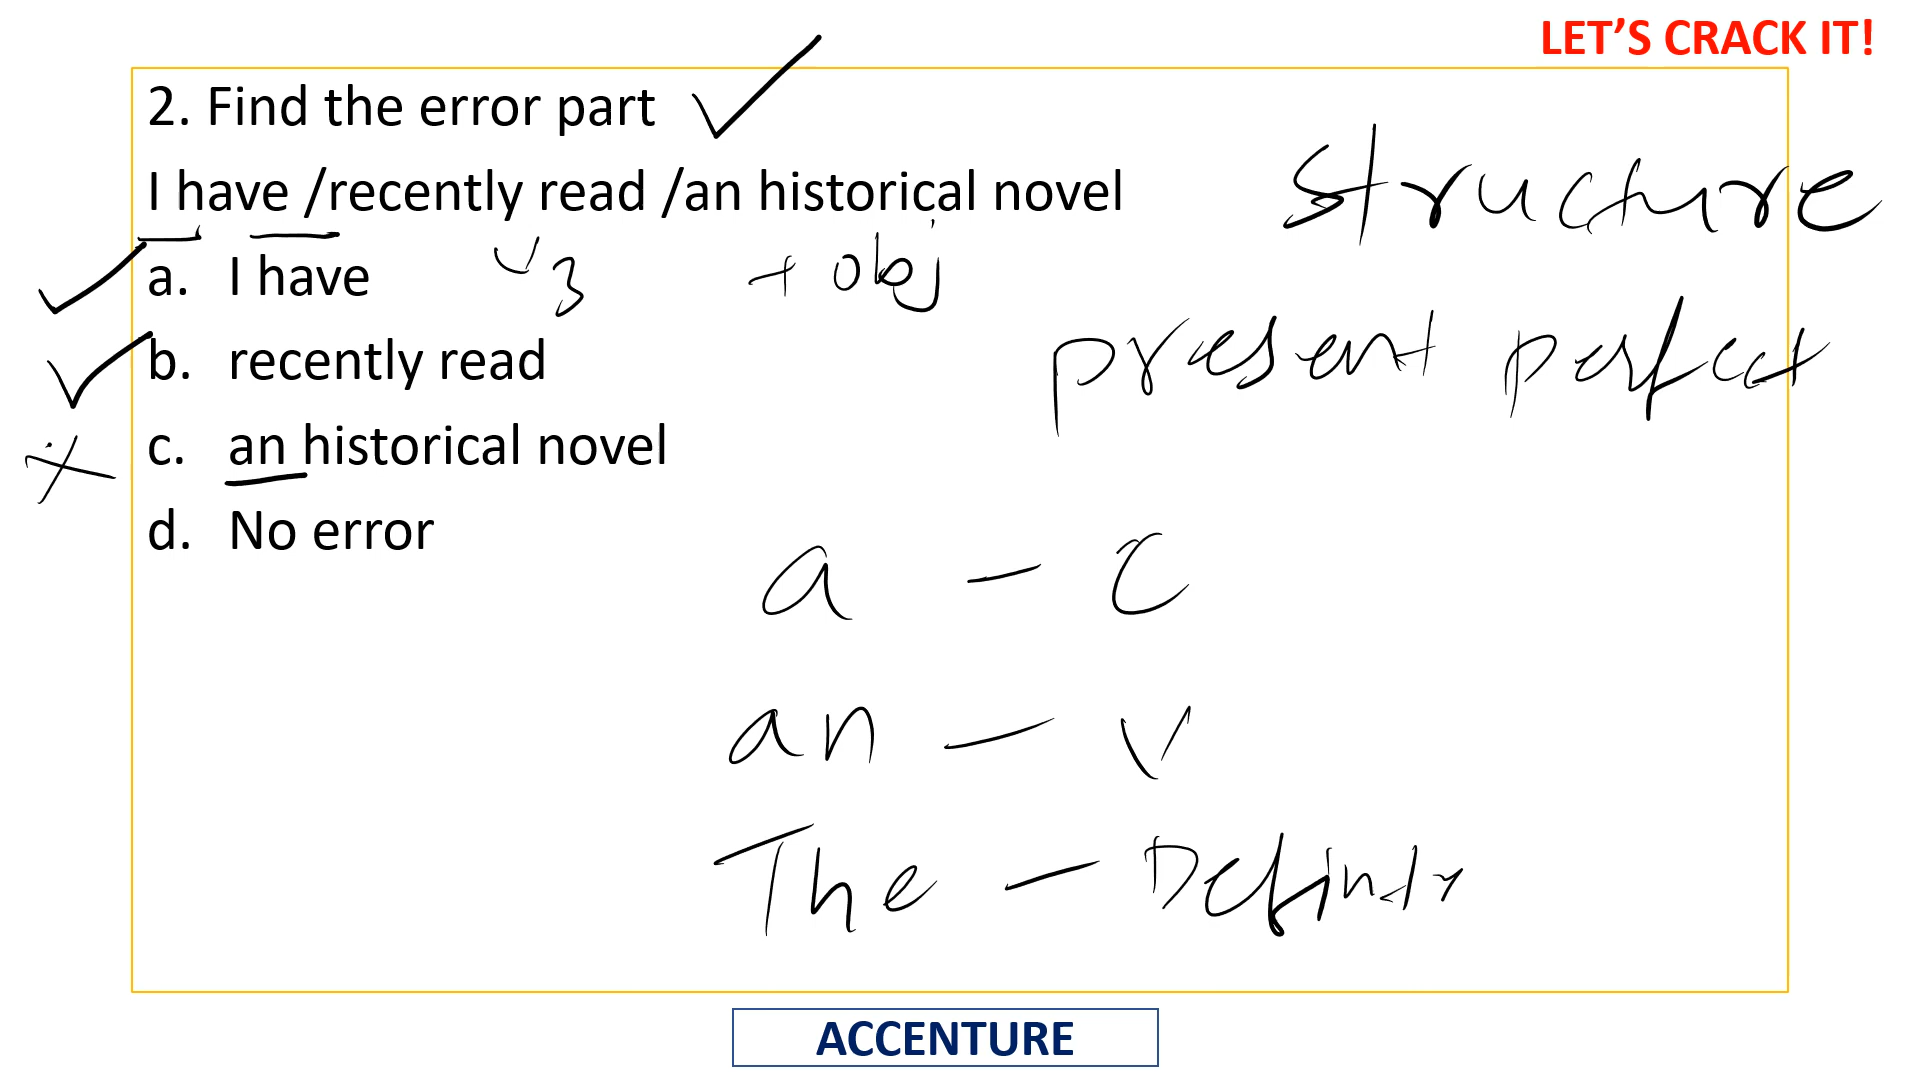 LET’S CRACK IT!
2. Find the error part
structure
I have /recently read /an historical novel
a. I have
v3 + obj
present perfect
b. recently read
c. an historical novel
d. No error
a – c
an – v
The –
ACCENTURE